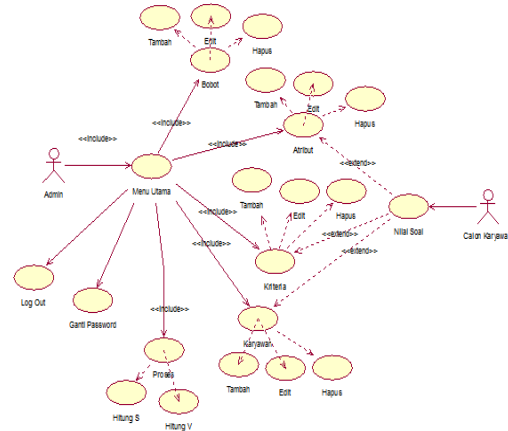 Tambah
Edit
Hapus
Bobot
Tambah
Edit
Hapus
<<include>>
<<include>>
<<include>>
Atribut
<<extend>>
Admin
Menu Utama
Tambah
Edit
Hapus
<<include>>
<<include>>
<<extend>>
<<extend>>
Nilai Soal
Calon Karyawa
Kriteria
Log Out
Ganti Password
<<include>>
Karyawan
Proses
Tambah
Edit
Hapus
Hitung S
Hitung V